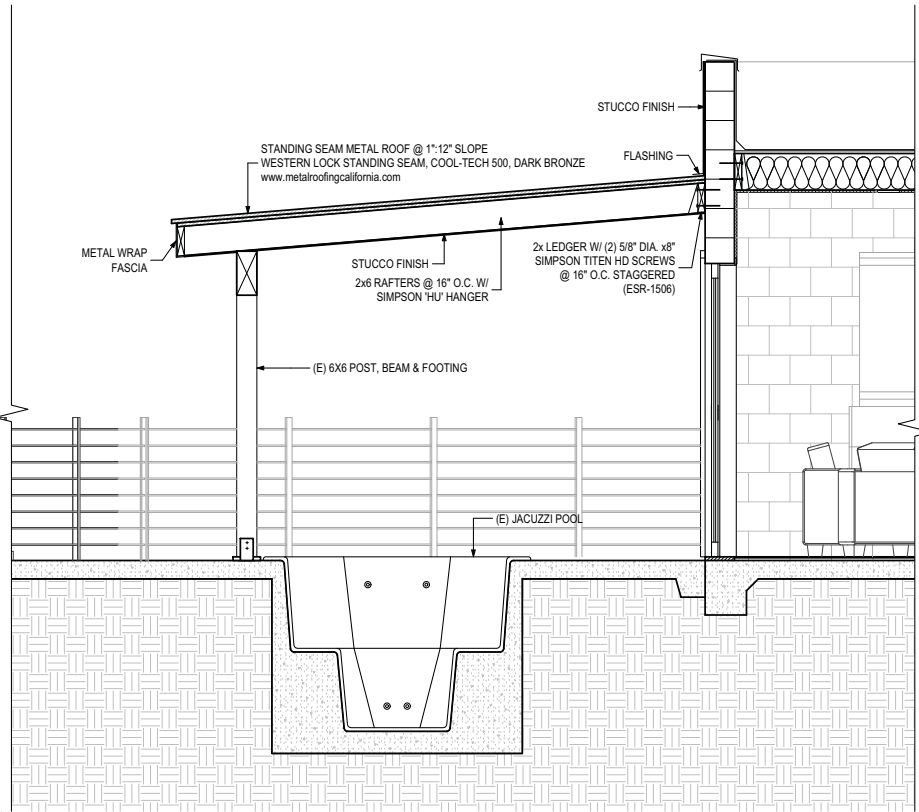 STUCCO FINISH
STANDING SEAM METAL ROOF @ 1":12" SLOPE
WESTERN LOCK STANDING SEAM, COOL-TECH 500, DARK BRONZE
www.metalroofingcalifornia.com
FLASHING
METAL WRAP
FASCIA
STUCCO FINISH
2x6 RAFTERS @ 16" O.C. W/
SIMPSON 'HU' HANGER
2x LEDGER W/ (2) 5/8" DIA. x8"
SIMPSON TITEN HD SCREWS
@ 16" O.C. STAGGERED
(ESR-1506)
(E) 6X6 POST, BEAM & FOOTING
(E) JACUZZI POOL